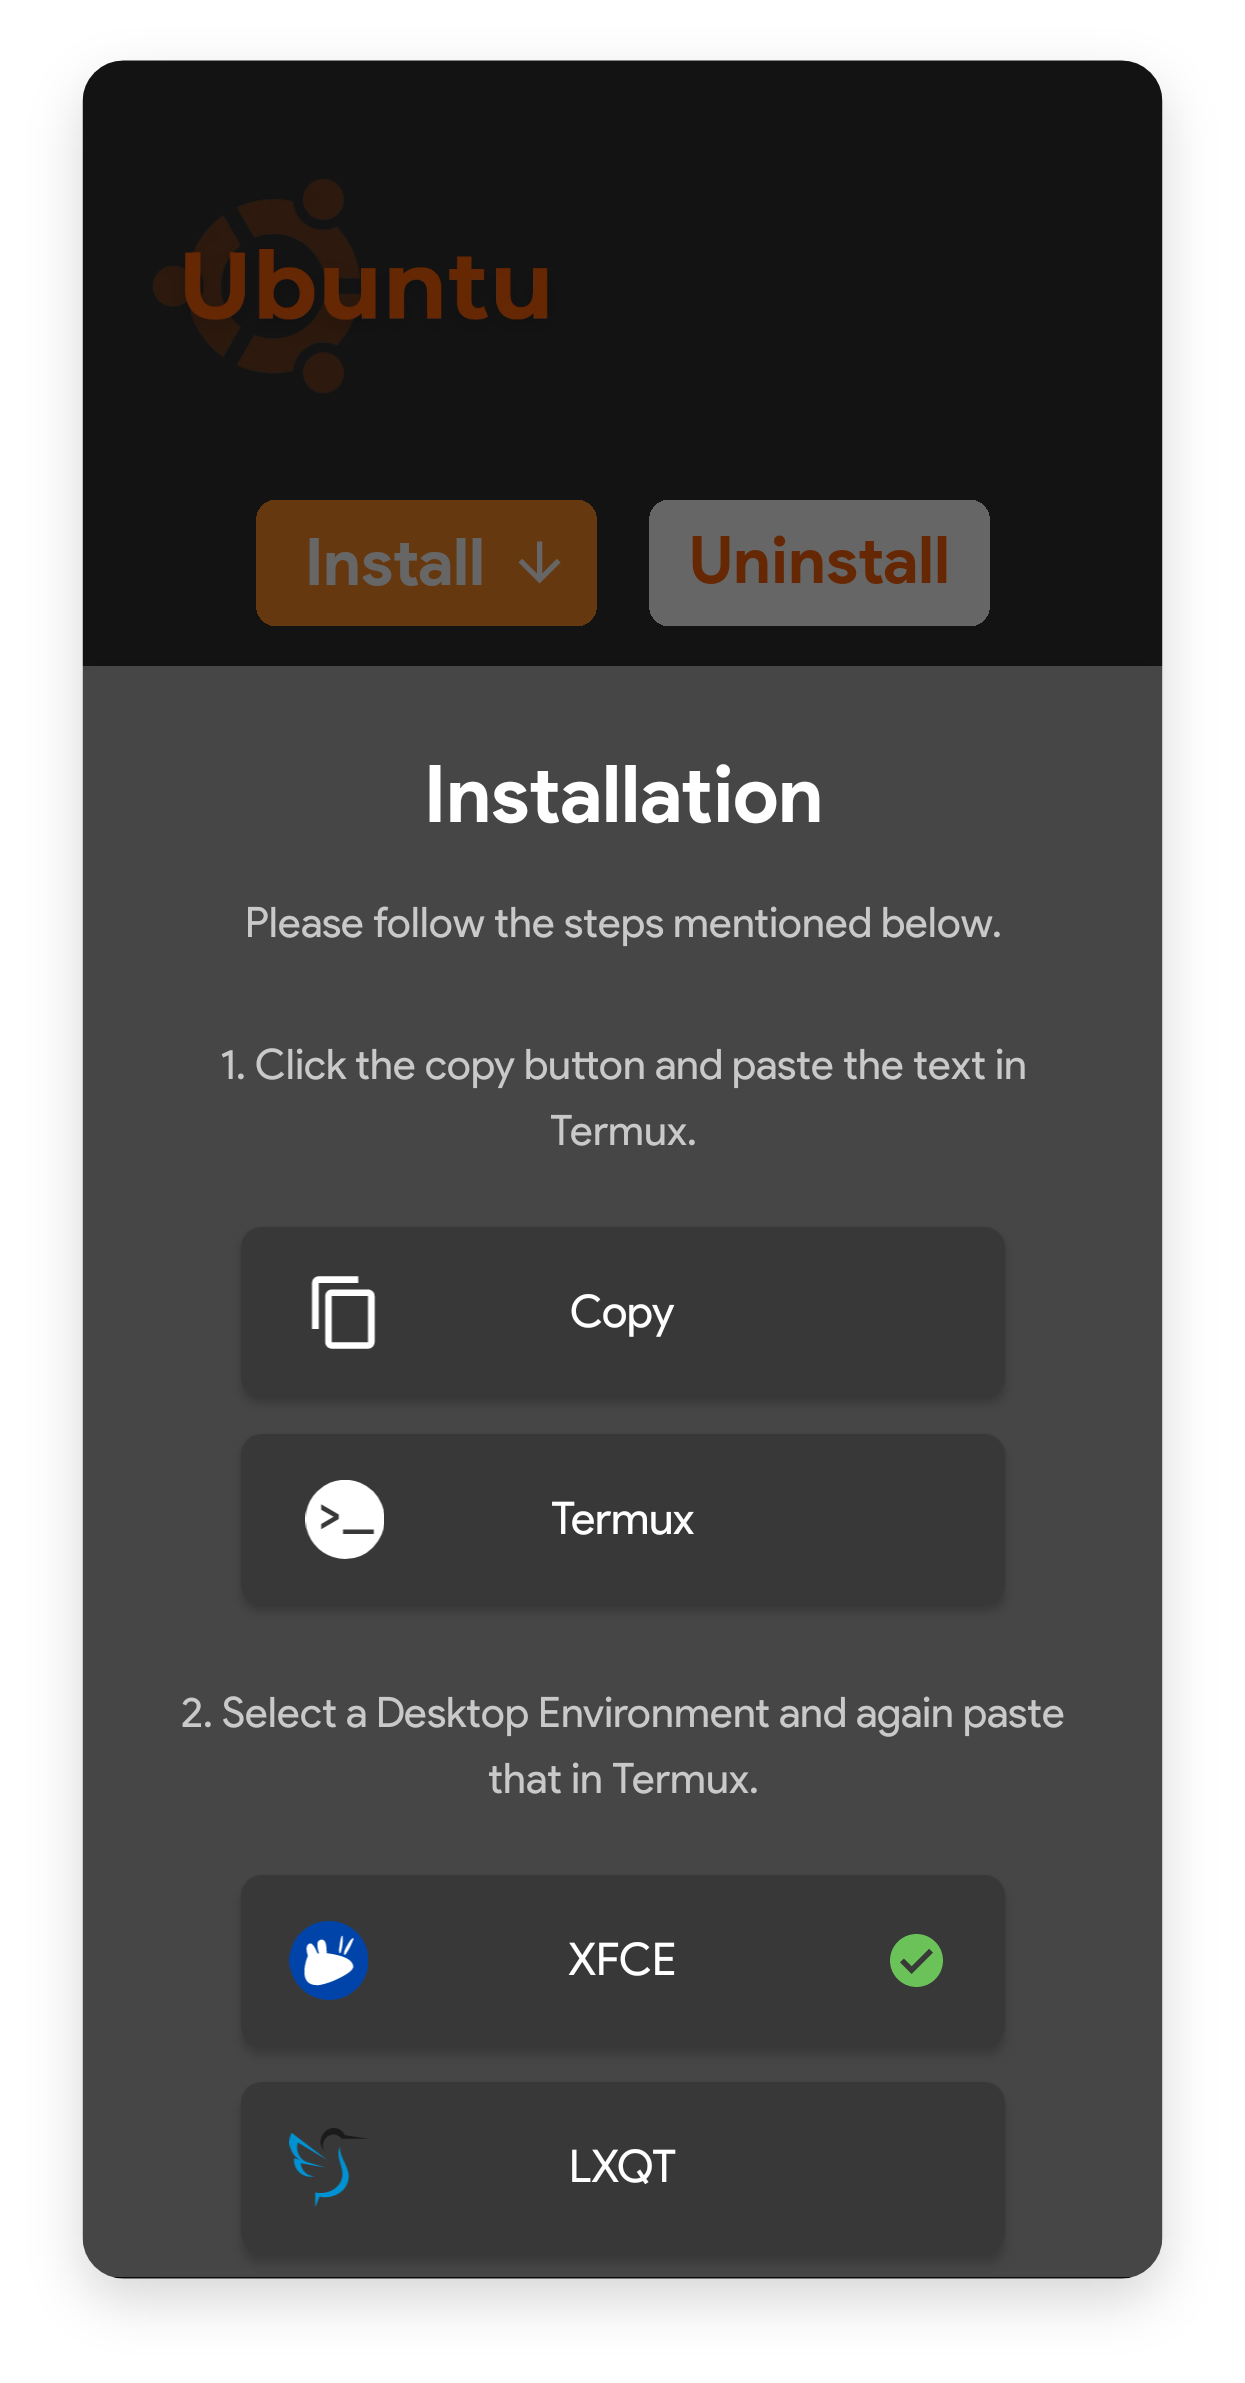 Ubuntu
Install
Uninstall
Installation
Please follow the steps mentioned below.
1. Click the copy button and paste the text in
Termux.
Copy
>_
Termux
2. Select a Desktop Environment and again paste
that in Termux.
XFCE
LXQT